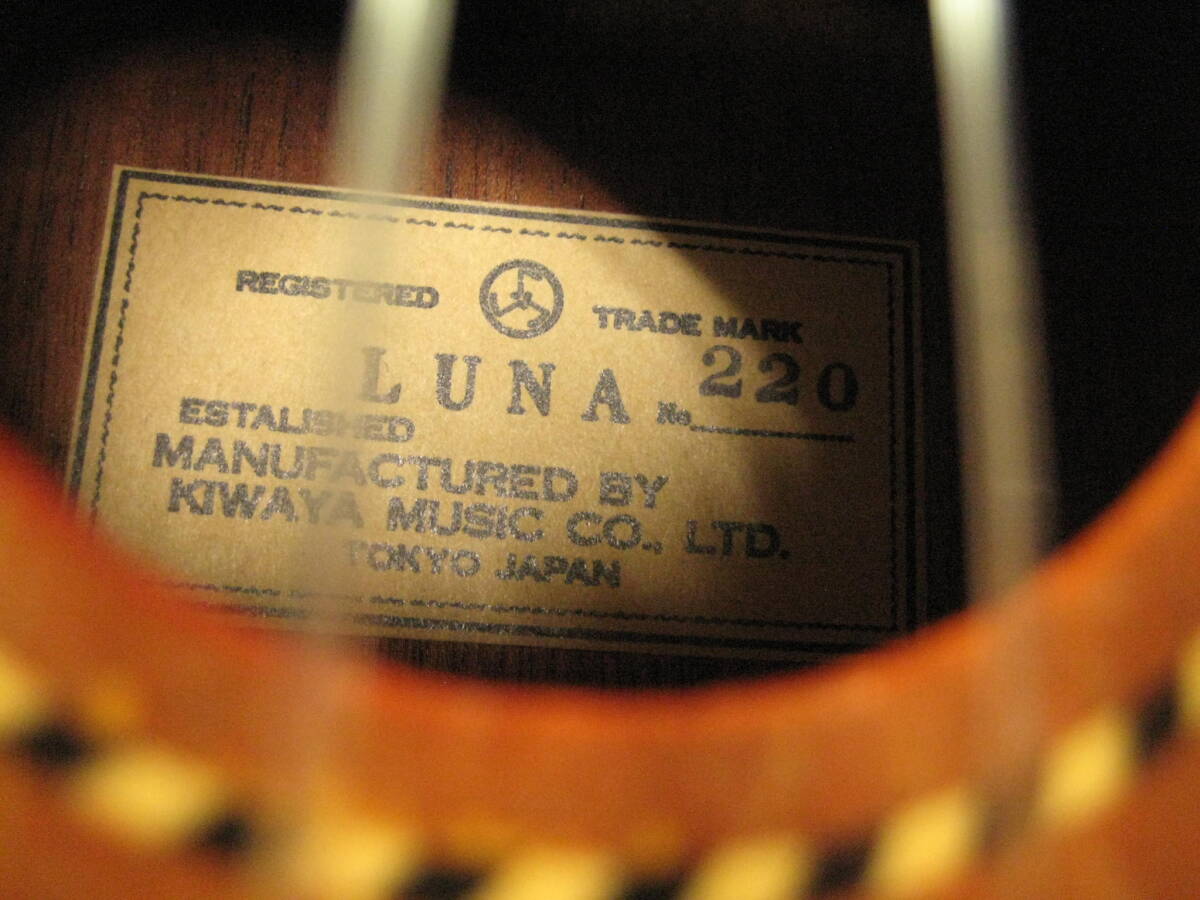 REGISTERED TRADE MARK
LUNA No 220
ESTALISHED
MANUFACTURED BY
KIWAYA MUSIC CO., LTD.
TOKYO JAPAN